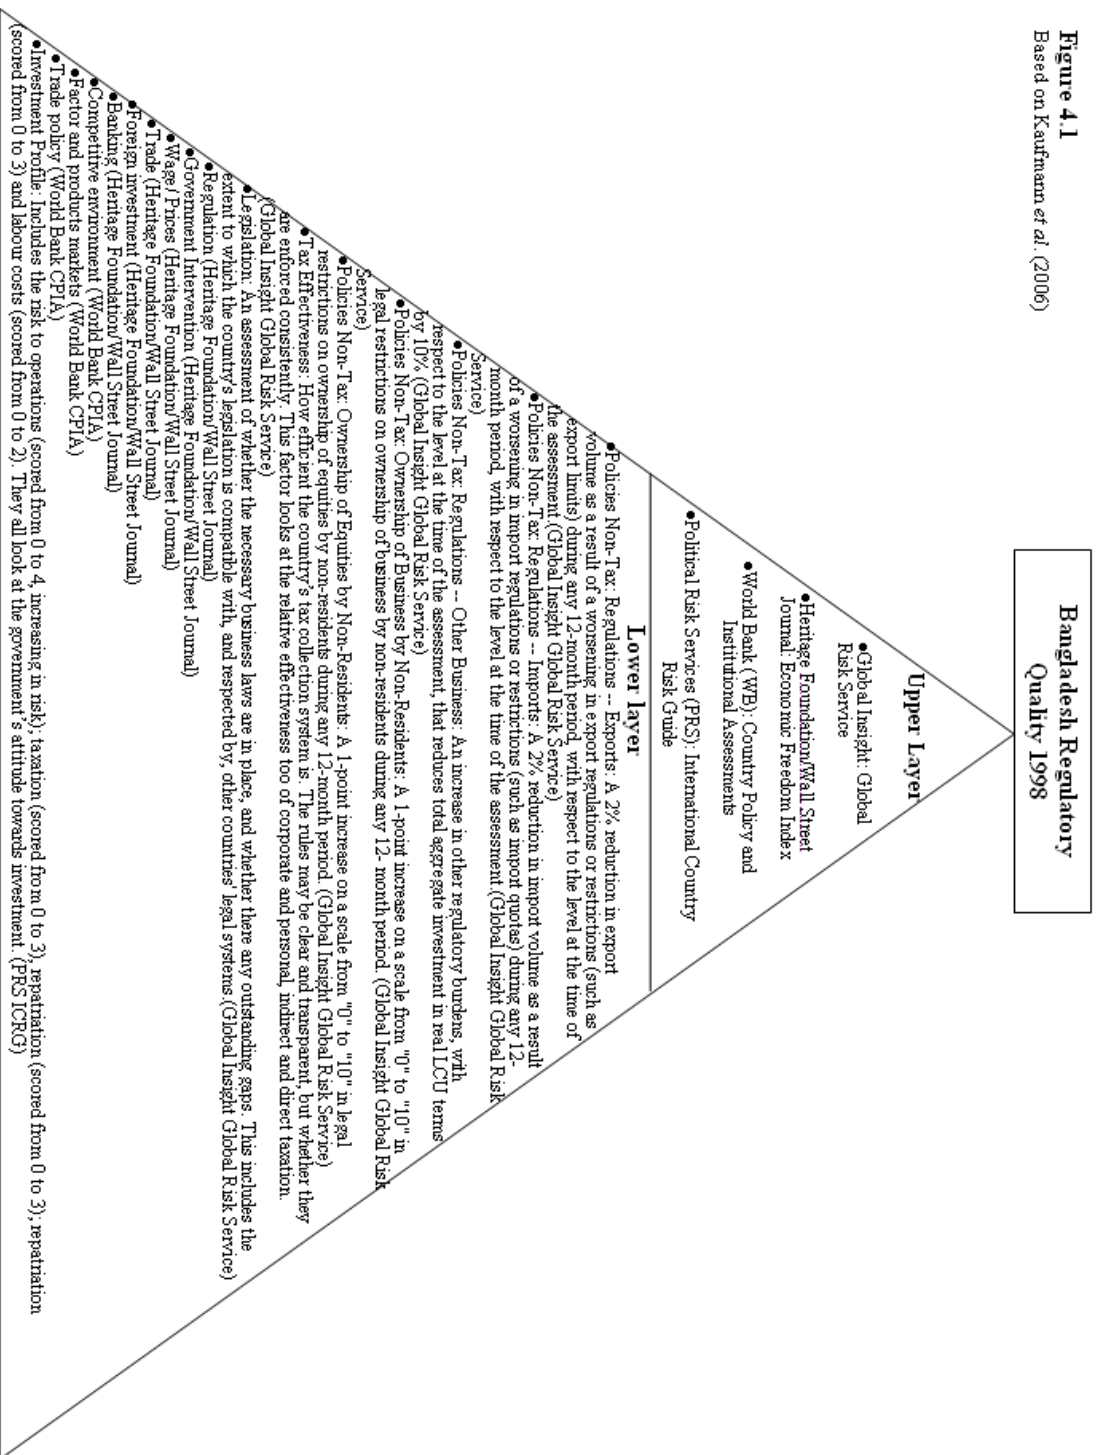 Figure 4.1
Based on Kaufmann et al. (2006)
Bangladesh Regulatory
Quality 1998
Upper Layer
●Global Insight: Global
Risk Service
●Heritage Foundation/Wall Street
Journal: Economic Freedom Index
●World Bank (WB): Country Policy and
Institutional Assessments
●Political Risk Services (PRS): International Country
Risk Guide
Lower layer
●Policies Non-Tax: Regulations -- Exports: A 2% reduction in export
volume as a result of a worsening in export regulations or restrictions (such as
export limits) during any 12-month period, with respect to the level at the time of
the assessment.(Global Insight Global Risk Service)
●Policies Non-Tax: Regulations -- Imports: A 2% reduction in import volume as a result
of a worsening in import regulations or restrictions (such as import quotas) during any 12-
month period, with respect to the level at the time of the assessment.(Global Insight Global Risk
Service)
●Policies Non-Tax: Regulations -- Other Business: An increase in other regulatory burdens, with
respect to the level at the time of the assessment, that reduces total aggregate investment in real LCU terms
by 10% (Global Insight Global Risk Service)
●Policies Non-Tax: Ownership of Business by Non-Residents: A 1-point increase on a scale from "0" to "10" in
legal restrictions on ownership of business by non-residents during any 12- month period. (Global Insight Global Risk
Service)
●Policies Non-Tax: Ownership of Equities by Non-Residents: A 1-point increase on a scale from "0" to "10" in legal
restrictions on ownership of equities by non-residents during any 12-month period. (Global Insight Global Risk Service)
●Tax Effectiveness: How efficient the country's tax collection system is. The rules may be clear and transparent, but whether they
are enforced consistently. This factor looks at the relative effectiveness too of corporate and personal, indirect and direct taxation.
(Global Insight Global Risk Service)
●Legislation: An assessment of whether the necessary business laws are in place, and whether there any outstanding gaps. This includes the
extent to which the country's legislation is compatible with, and respected by, other countries' legal systems.(Global Insight Global Risk Service)
●Regulation (Heritage Foundation/Wall Street Journal)
●Government Intervention (Heritage Foundation/Wall Street Journal)
●Wage/ Prices (Heritage Foundation/Wall Street Journal)
●Trade (Heritage Foundation/Wall Street Journal)
●Foreign investment (Heritage Foundation/Wall Street Journal)
●Banking (Heritage Foundation/Wall Street Journal)
●Competitive environment (World Bank CPIA)
●Factor and products markets (World Bank CPIA)
●Trade policy (World Bank CPIA)
●Investment Profile: Includes the risk to operations (scored from 0 to 4, increasing in risk); taxation (scored from 0 to 3), repatriation (scored from 0 to 3); repatriation
(scored from 0 to 3) and labour costs (scored from 0 to 2). They all look at the government's attitude towards investment. (PRS ICRG)